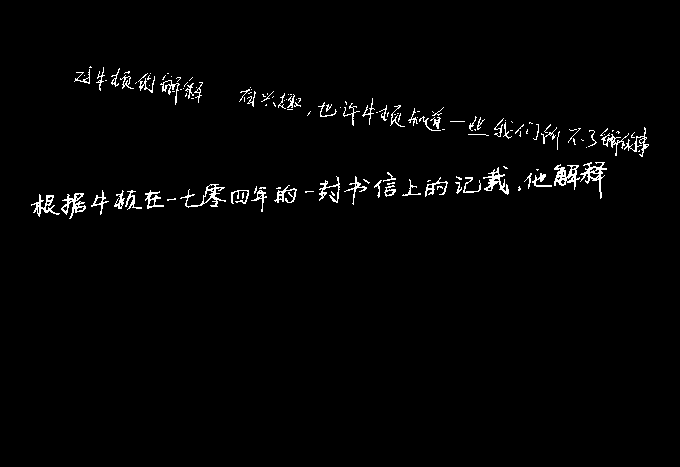 对牛顿的解释 有兴趣,也许牛顿知道一些我们所不了解的事
根据牛顿在一七零四年的一封书信上的记载,他解释